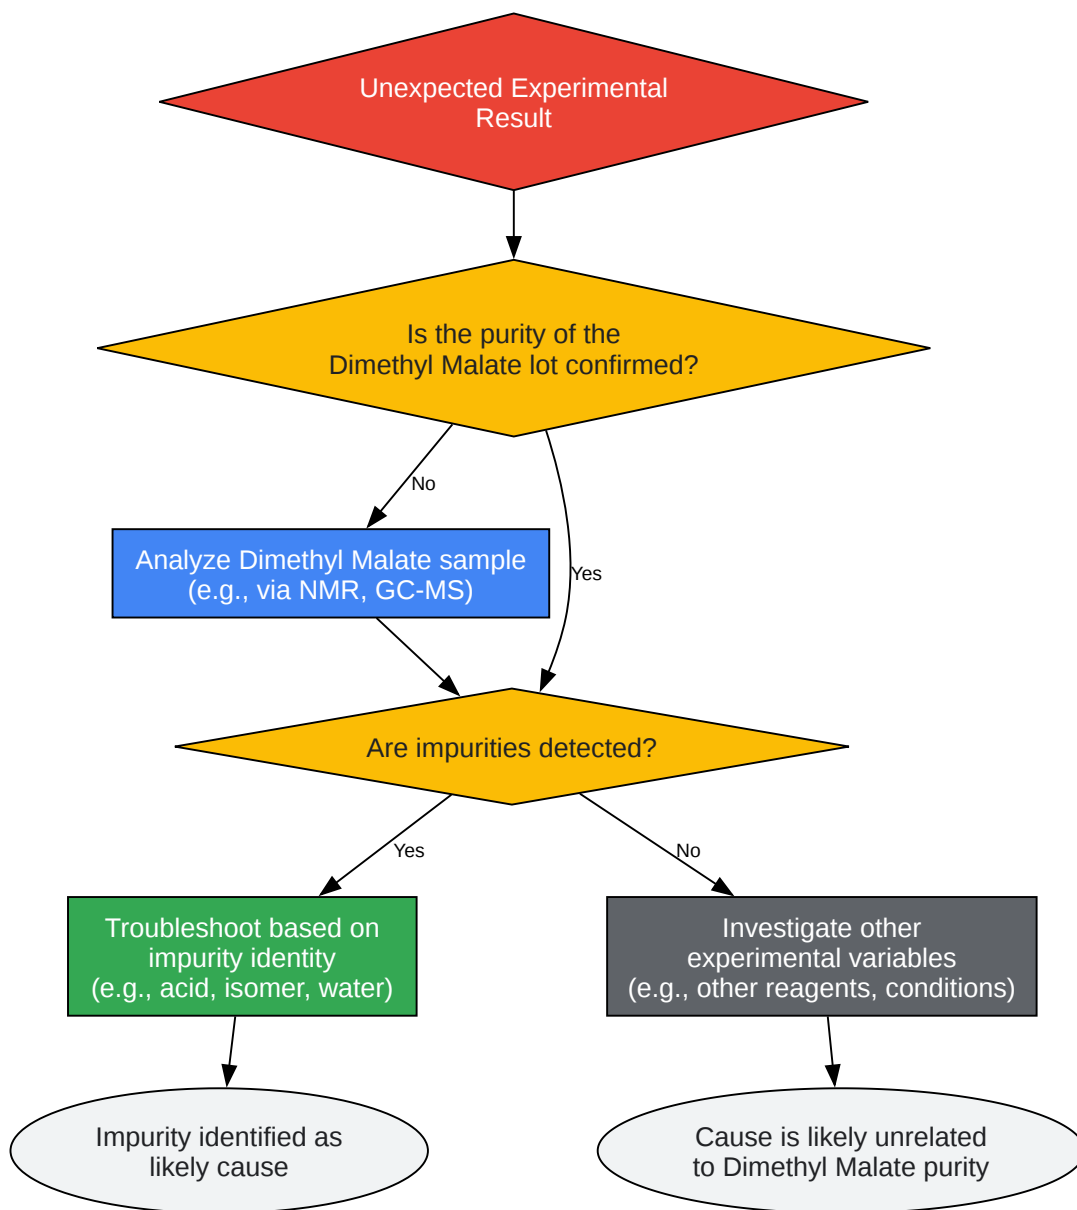 Unexpected Experimental
Result
Is the purity of the
Dimethyl Malate lot confirmed?
No
Analyze Dimethyl Malate sample
(e.g., via NMR, GC-MS)
Yes
Are impurities detected?
Yes
No
Troubleshoot based on
impurity identity
(e.g., acid, isomer, water)
Investigate other
experimental variables
(e.g., other reagents, conditions)
Impurity identified as
likely cause
Cause is likely unrelated
to Dimethyl Malate purity